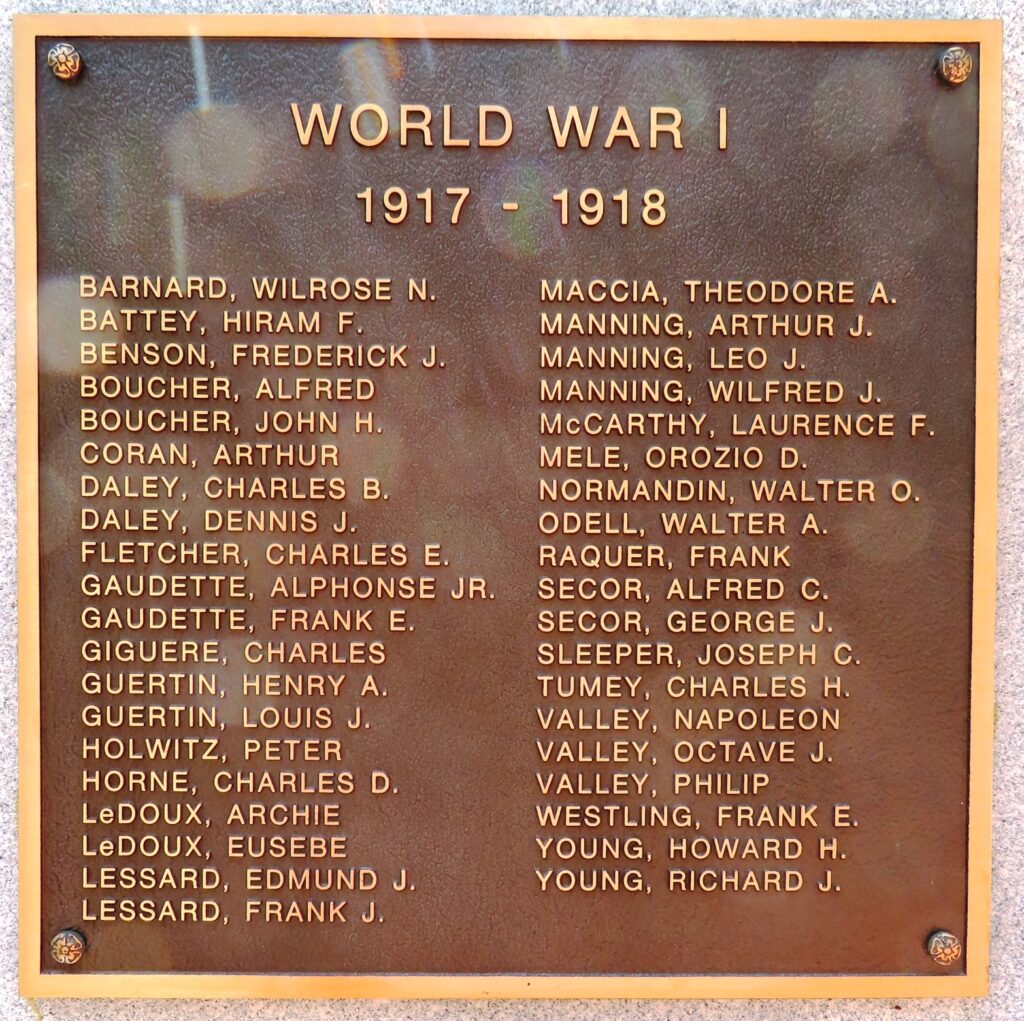 WORLD WAR I
1917 - 1918
BARNARD, WILROSE N.
BATTEY, HIRAM F.
BENSON, FREDERICK J.
BOUCHER, ALFRED
BOUCHER, JOHN H.
CORAN, ARTHUR
DALEY, CHARLES B.
DALEY, DENNIS J.
FLETCHER, CHARLES E.
GAUDETTE, ALPHONSE JR.
GAUDETTE, FRANK E.
GIGUERE, CHARLES
GUERTIN, HENRY A.
GUERTIN, LOUIS J.
HOLWITZ, PETER
HORNE, CHARLES D.
LeDOUX, ARCHIE
LeDOUX, EUSEBE
LESSARD, EDMUND J.
LESSARD, FRANK J.
MACCIA, THEODORE A.
MANNING, ARTHUR J.
MANNING, LEO J.
MANNING, WILFRED J.
McCARTHY, LAURENCE F.
MELE, OROZIO D.
NORMANDIN, WALTER O.
ODELL, WALTER A.
RAQUER, FRANK
SECOR, ALFRED C.
SECOR, GEORGE J.
SLEEPER, JOSEPH C.
TUMEY, CHARLES H.
VALLEY, NAPOLEON
VALLEY, OCTAVE J.
VALLEY, PHILIP
WESTLING, FRANK E.
YOUNG, HOWARD H.
YOUNG, RICHARD J.